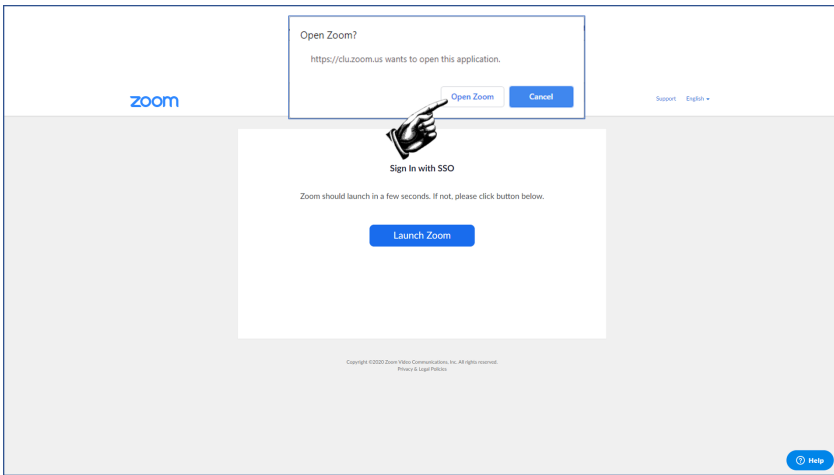 Open Zoom?
https://clu.zoom.us wants to open this application.
Open Zoom Cancel
zoom Support English
Sign In with SSO
Zoom should launch in a few seconds. If not, please click button below.
Launch Zoom
Copyright ©2020 Zoom Video Communications, Inc. All rights reserved.
Privacy & Legal Policies
Help